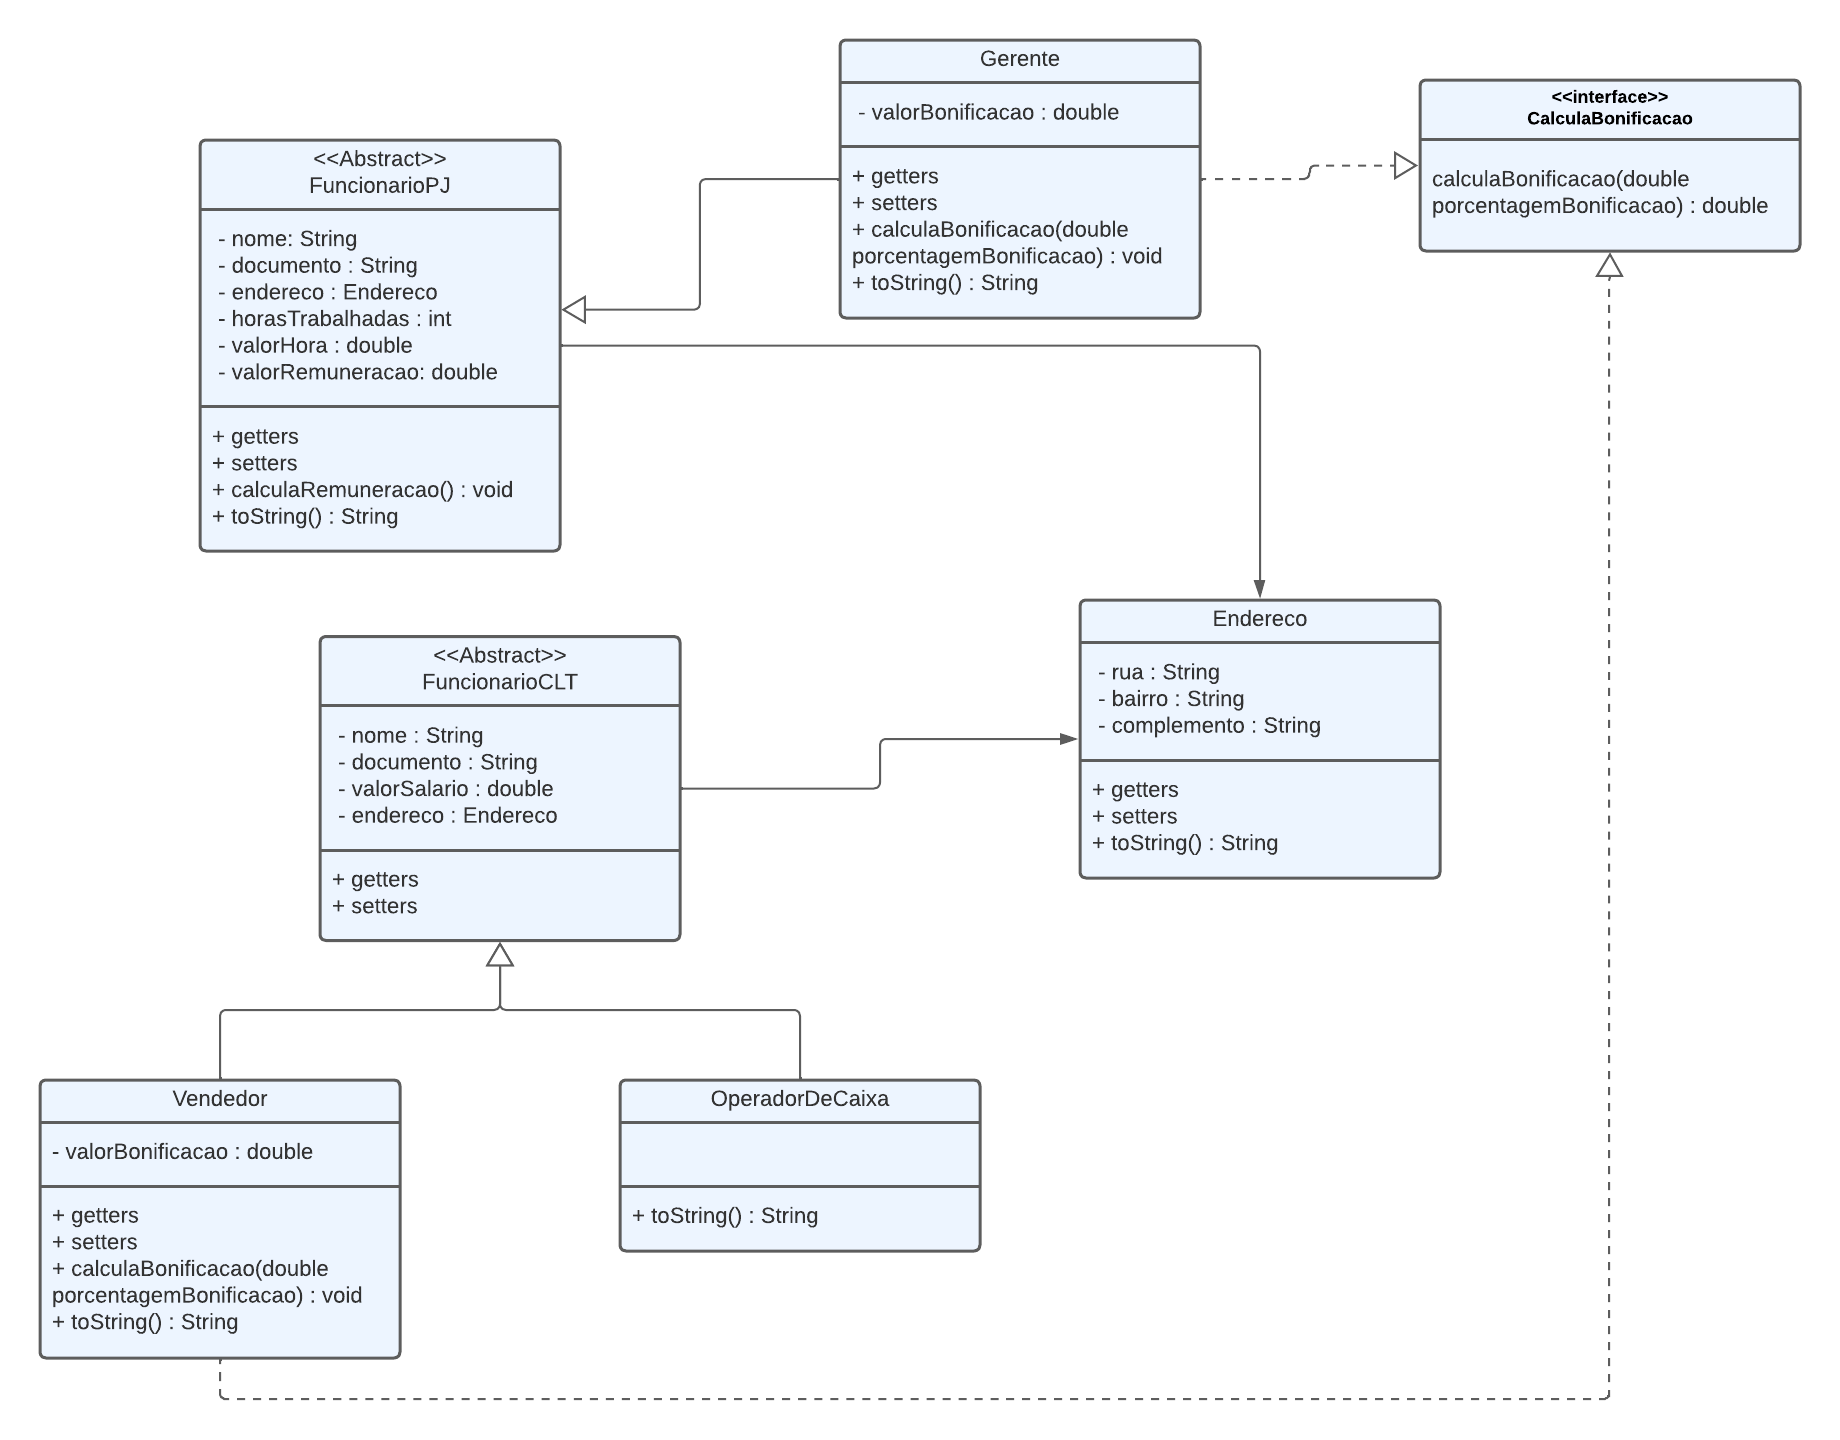 Gerente
- valorBonificacao : double
+ getters
+ setters
+ calculaBonificacao(double
porcentagemBonificacao) : void
+ toString() : String
<<interface>>
CalculaBonificacao
calculaBonificacao(double
porcentagemBonificacao) : double
<<Abstract>>
FuncionarioPJ
- nome: String
- documento : String
- endereco : Endereco
- horasTrabalhadas : int
- valorHora : double
- valorRemuneracao: double
+ getters
+ setters
+ calculaRemuneracao() : void
+ toString() : String
<<Abstract>>
FuncionarioCLT
- nome : String
- documento : String
- valorSalario : double
- endereco : Endereco
+ getters
+ setters
Endereco
- rua : String
- bairro : String
- complemento : String
+ getters
+ setters
+ toString() : String
Vendedor
- valorBonificacao : double
+ getters
+ setters
+ calculaBonificacao(double
porcentagemBonificacao) : void
+ toString() : String
OperadorDeCaixa
+ toString() : String